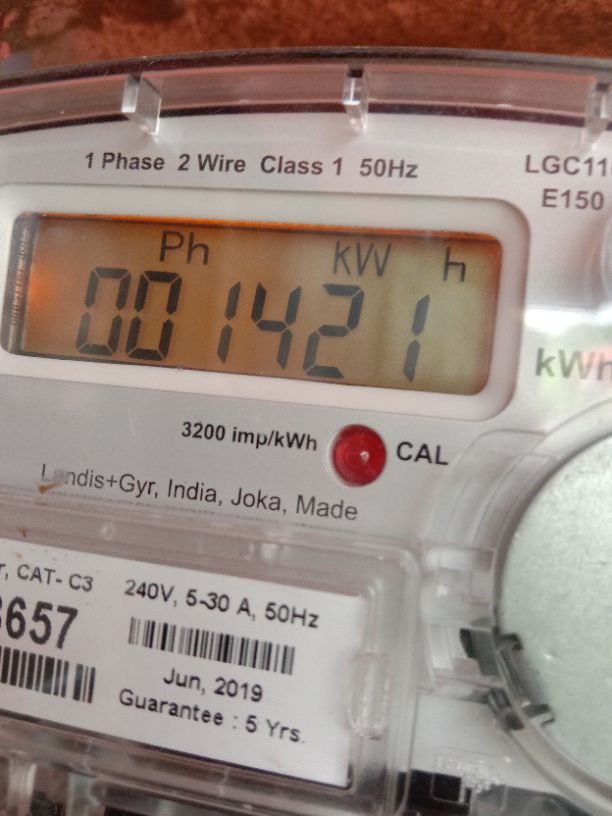 1 Phase 2 Wire Class 1 50Hz
E150
Ph kW h
001421
kWh
3200 imp/kWh
CAL
Landis+Gyr, India, Joka, Made
CAT- C3
657
240V, 5-30 A, 50Hz
Jun, 2019
Guarantee : 5 Yrs.